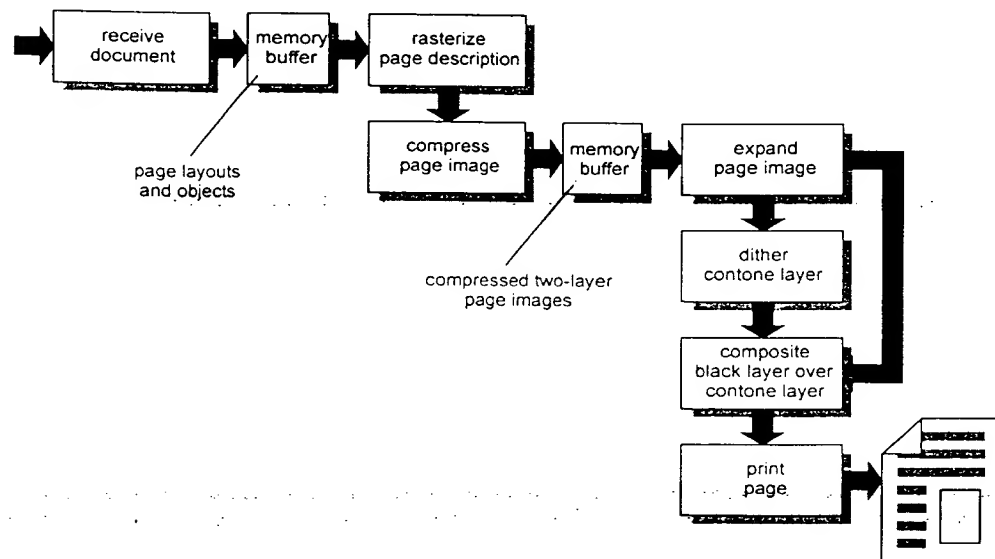 receive
document
memory
buffer
rasterize
page description
page layouts
and objects
compress
page image
memory
buffer
expand
page image
compressed two-layer
page images
dither
contone layer
composite
black layer over
contone layer
print
page